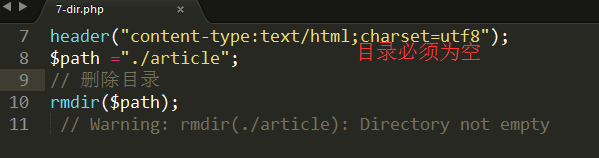 7-dir.php ×
7 header("content-type:text/html;charset=utf8");
目录必须为空
8 $path ="./article";
9 // 删除目录
10 rmdir($path);
11 // Warning: rmdir(./article): Directory not empty